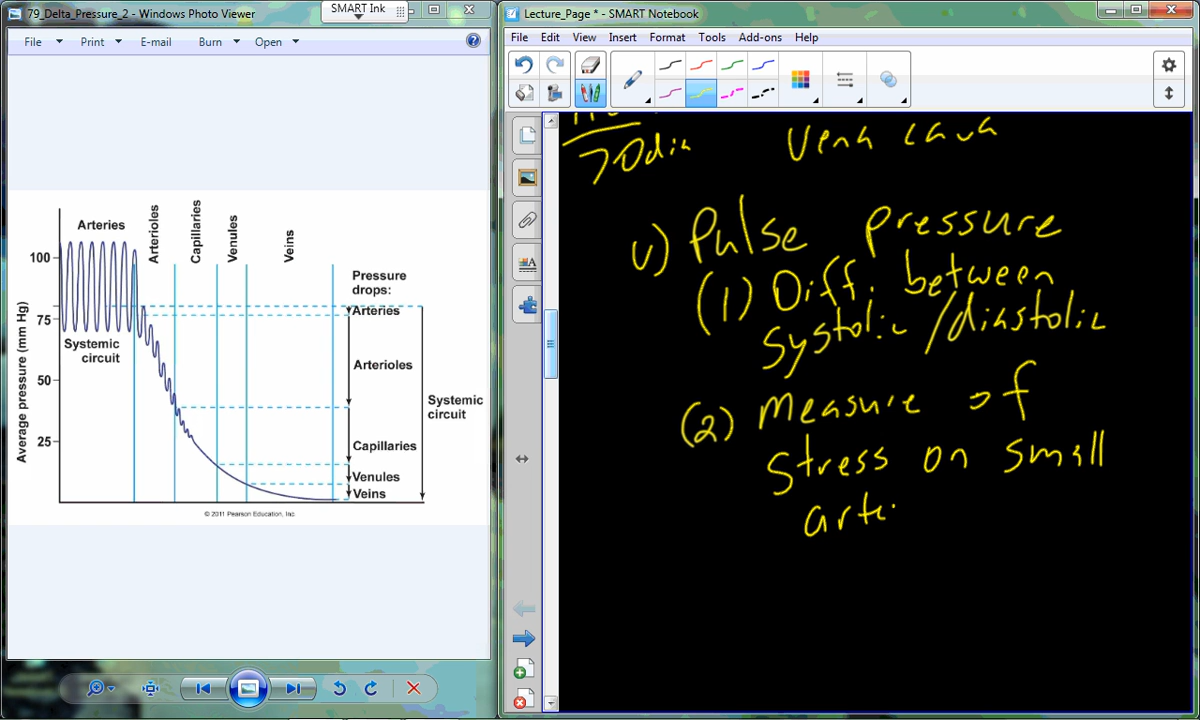 79_Delta_Pressure_2 - Windows Photo Viewer
SMART Ink
File Print E-mail Burn Open
Arteries
Arterioles
Capillaries
Venules
Veins
100
75
50
25
Average pressure (mm Hg)
Systemic
circuit
Pressure
drops:
Arteries
Arterioles
Capillaries
Venules
Veins
Systemic
circuit
© 2011 Pearson Education, Inc.
Lecture_Page * - SMART Notebook
File Edit View Insert Format Tools Add-ons Help
70 dia
Vena cava
v) Pulse pressure
(1) Diff. between
systolic/diastolic
(2) Measure of
stress on small
arte